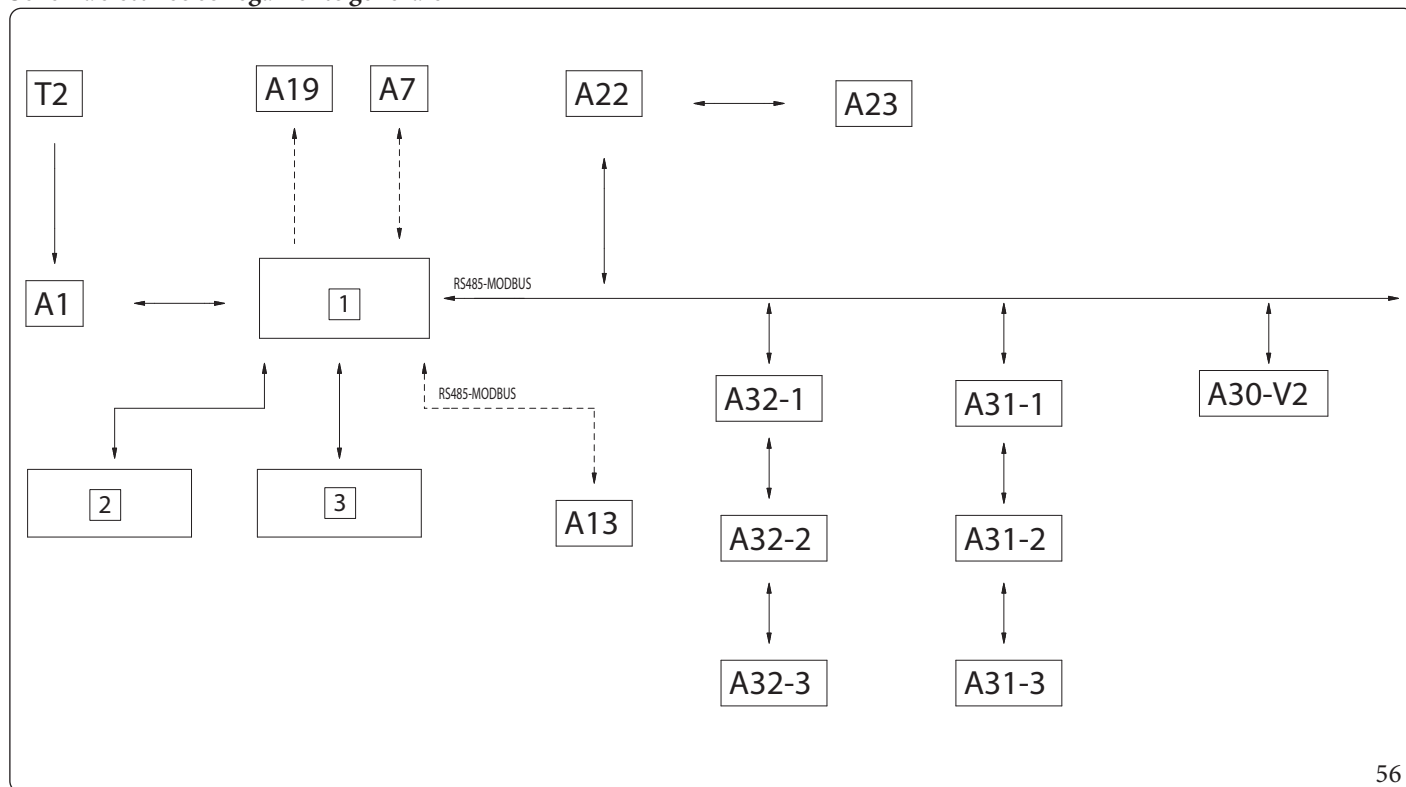 T2
A19
A7
A22
A23
A1
1
RS485-MODBUS
RS485-MODBUS
A32-1
A31-1
A30-V2
2
3
A13
A32-2
A31-2
A32-3
A31-3
56